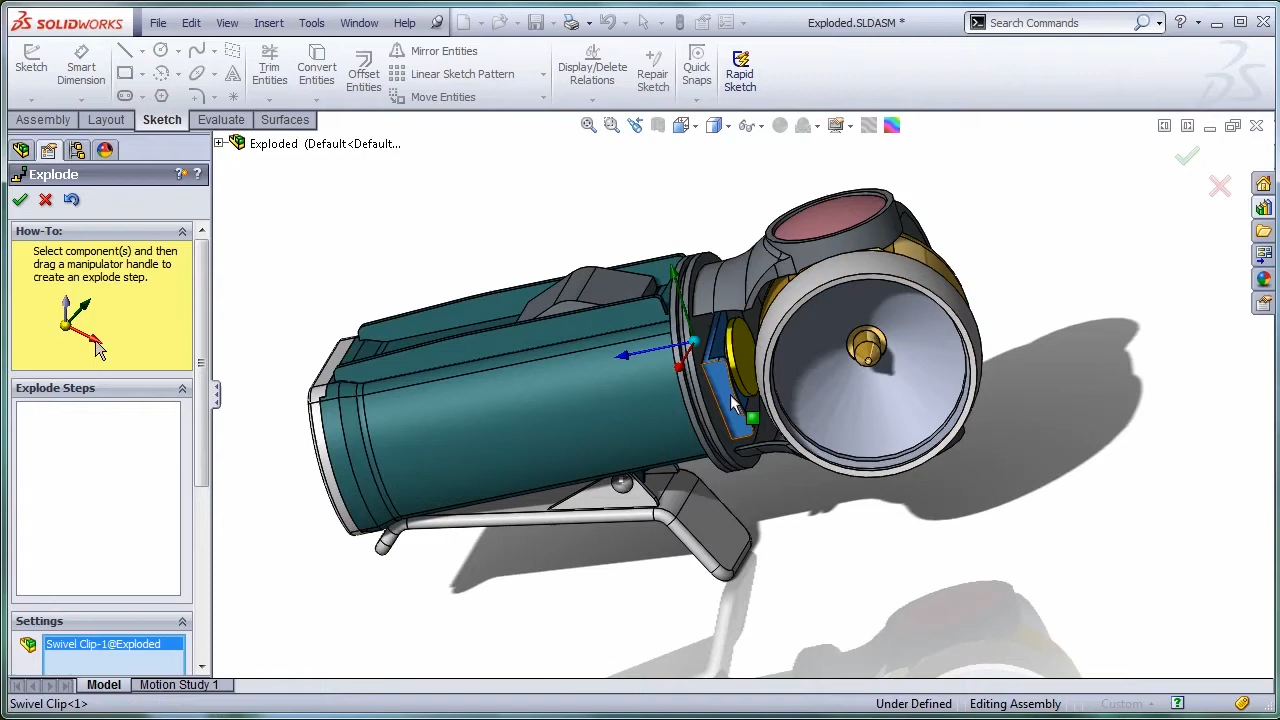 SOLIDWORKS File Edit View Insert Tools Window Help Exploded.SLDASM * Search Commands
Sketch Smart Dimension Trim Entities Convert Entities Offset Entities Mirror Entities Linear Sketch Pattern Move Entities Display/Delete Relations Repair Sketch Quick Snaps Rapid Sketch
Assembly Layout Sketch Evaluate Surfaces
Exploded (Default<Default...
Explode
How-To:
Select component(s) and then
drag a manipulator handle to
create an explode step.
Explode Steps
Settings
Swivel Clip-1@Exploded
Model Motion Study 1
Swivel Clip<1> Under Defined Editing Assembly Custom